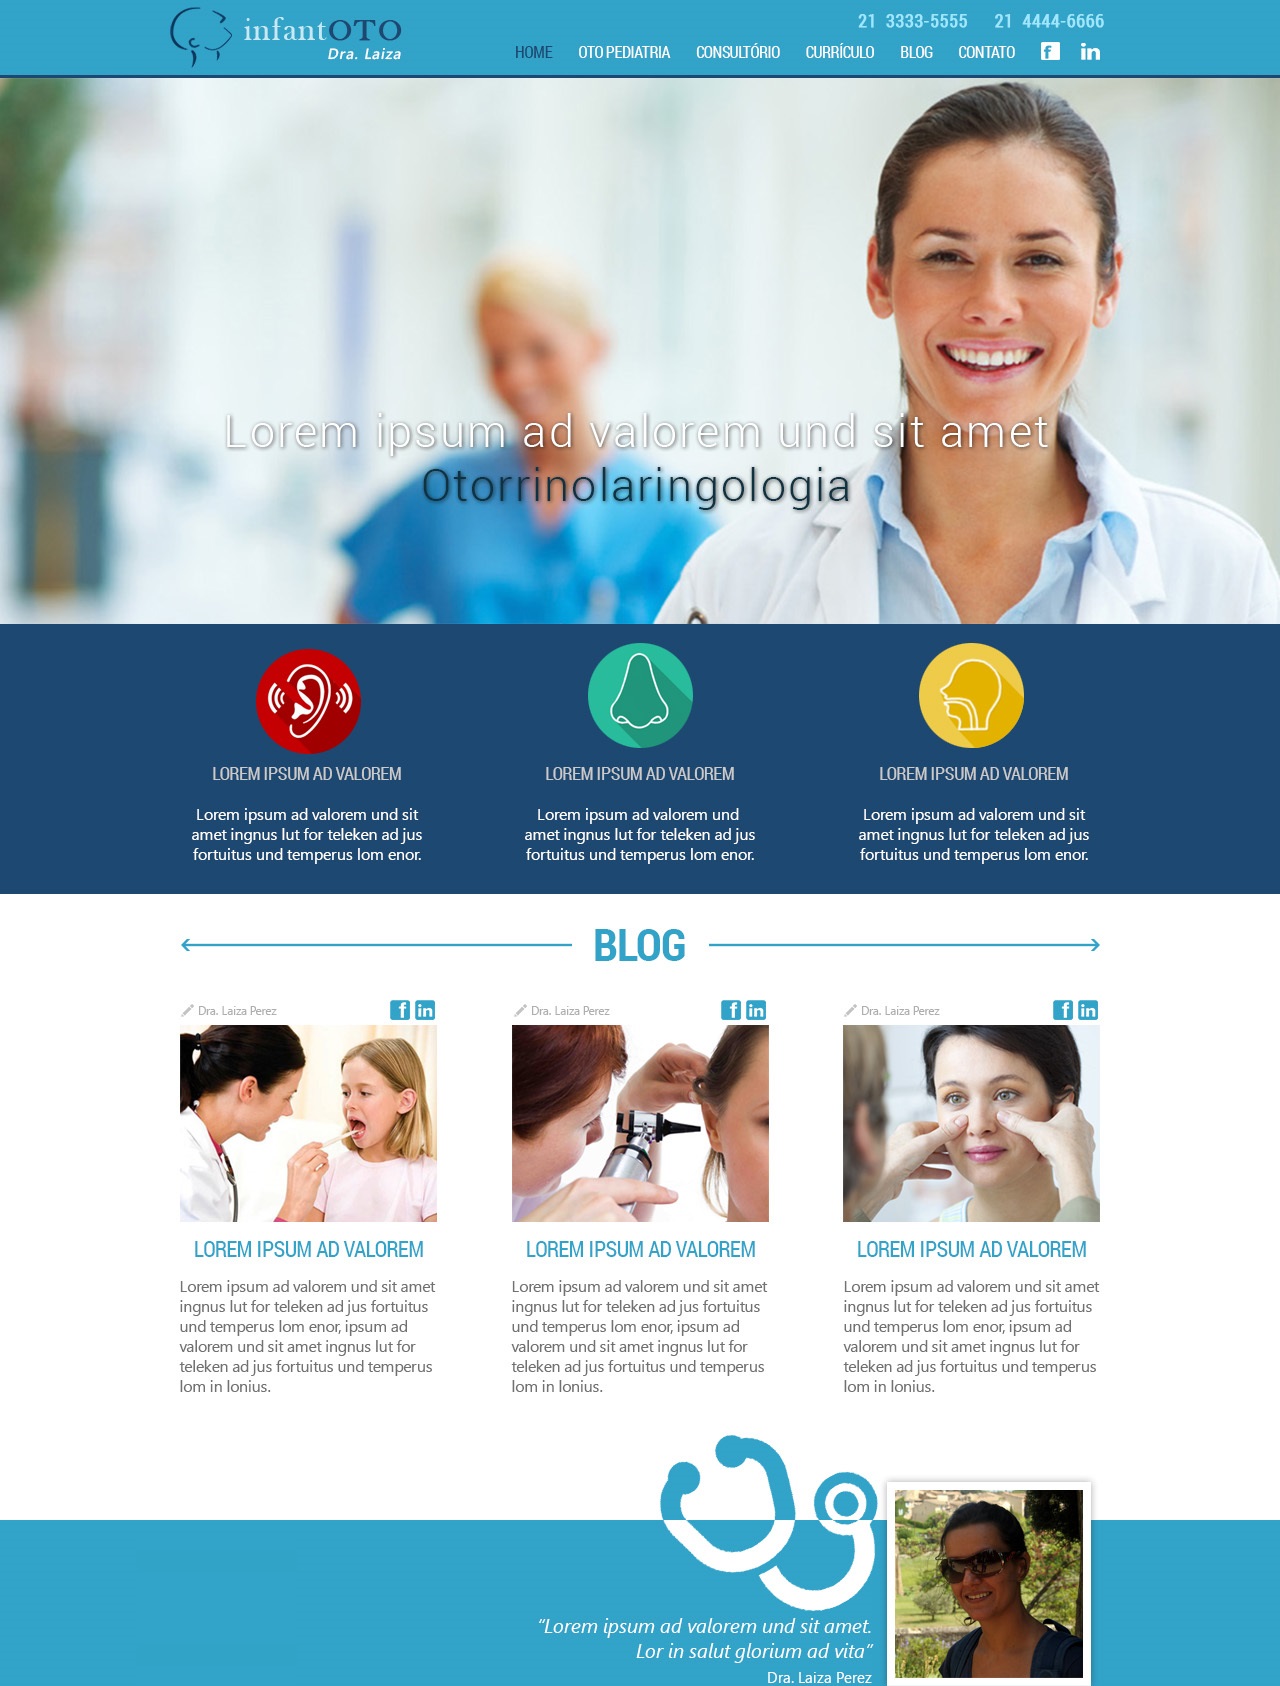 infantOTO
Dra. Laiza
21 3333-5555 21 4444-6666
HOME OTO PEDIATRIA CONSULTÓRIO CURRÍCULO BLOG CONTATO f in
Lorem ipsum ad valorem und sit amet
Otorrinolaringologia
LOREM IPSUM AD VALOREM
Lorem ipsum ad valorem und sit
amet ingnus lut for teleken ad jus
fortuitus und temperus lom enor.
LOREM IPSUM AD VALOREM
Lorem ipsum ad valorem und
amet ingnus lut for teleken ad jus
fortuitus und temperus lom enor.
LOREM IPSUM AD VALOREM
Lorem ipsum ad valorem und sit
amet ingnus lut for teleken ad jus
fortuitus und temperus lom enor.
BLOG
Dra. Laiza Perez f in
LOREM IPSUM AD VALOREM
Lorem ipsum ad valorem und sit amet
ingnus lut for teleken ad jus fortuitus
und temperus lom enor, ipsum ad
valorem und sit amet ingnus lut for
teleken ad jus fortuitus und temperus
lom in lonius.
Dra. Laiza Perez f in
LOREM IPSUM AD VALOREM
Lorem ipsum ad valorem und sit amet
ingnus lut for teleken ad jus fortuitus
und temperus lom enor, ipsum ad
valorem und sit amet ingnus lut for
teleken ad jus fortuitus und temperus
lom in lonius.
Dra. Laiza Perez f in
LOREM IPSUM AD VALOREM
Lorem ipsum ad valorem und sit amet
ingnus lut for teleken ad jus fortuitus
und temperus lom enor, ipsum ad
valorem und sit amet ingnus lut for
teleken ad jus fortuitus und temperus
lom in lonius.
“Lorem ipsum ad valorem und sit amet.
Lor in salut glorium ad vita”
Dra. Laiza Perez